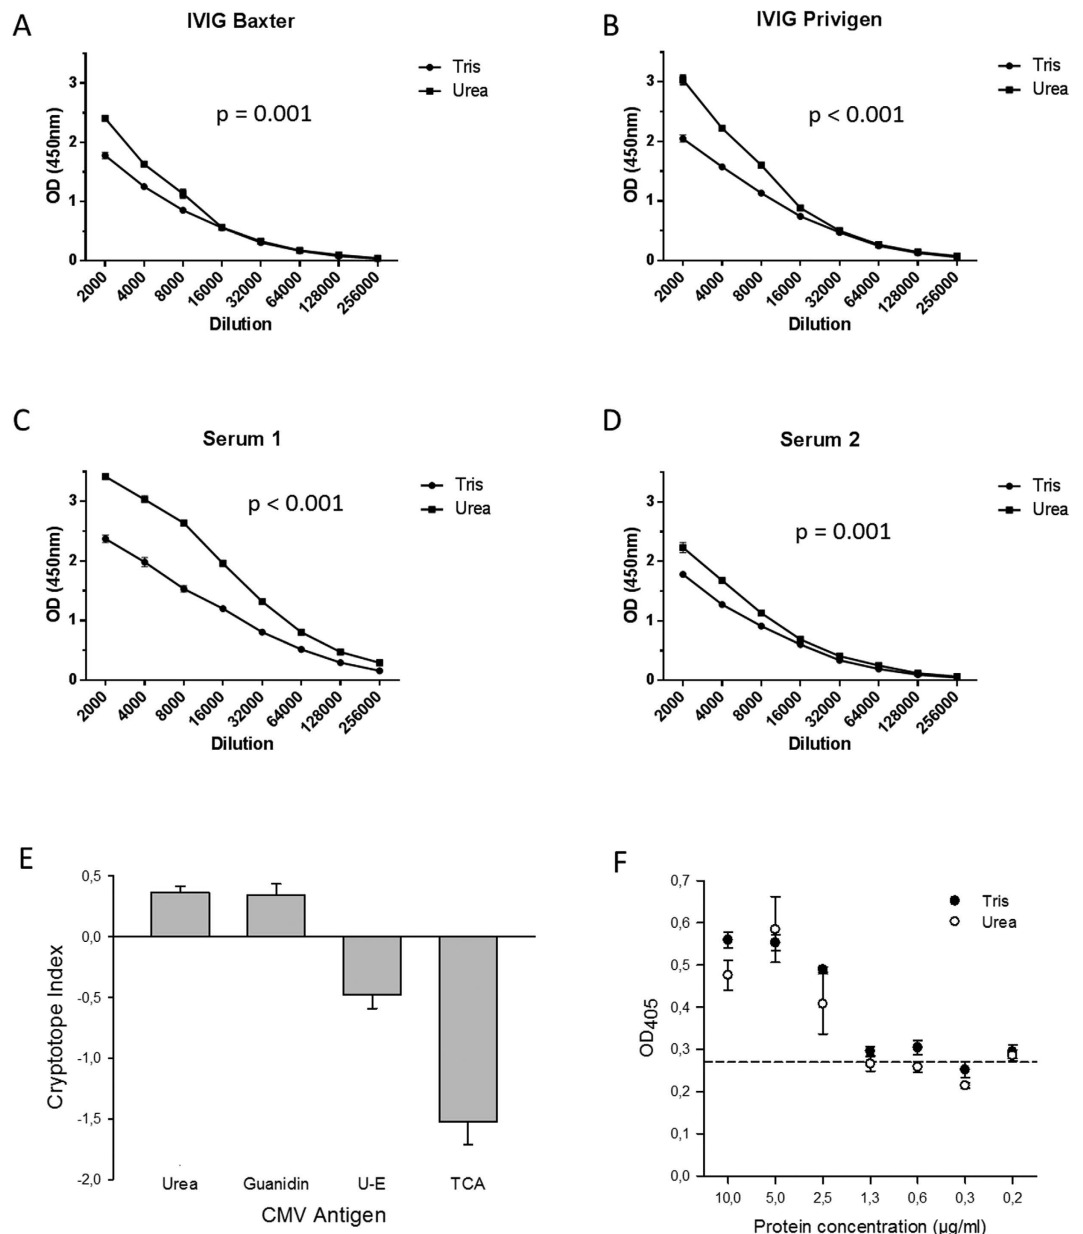 A
IVIG Baxter
Tris
Urea
p = 0.001
OD (450nm)
3
2
1
0
2000
4000
8000
16000
32000
64000
128000
256000
Dilution
B
IVIG Privigen
Tris
Urea
p < 0.001
OD (450nm)
3
2
1
0
2000
4000
8000
16000
32000
64000
128000
256000
Dilution
C
Serum 1
Tris
Urea
p < 0.001
OD (450nm)
3
2
1
0
2000
4000
8000
16000
32000
64000
128000
256000
Dilution
D
Serum 2
Tris
Urea
p = 0.001
OD (450nm)
3
2
1
0
2000
4000
8000
16000
32000
64000
128000
256000
Dilution
E
Cryptotope Index
0,5
0,0
-0,5
-1,0
-1,5
-2,0
Urea Guanidin U-E TCA
CMV Antigen
F
Tris
Urea
OD405
0,7
0,6
0,5
0,4
0,3
0,2
0,1
0,0
10,0 5,0 2,5 1,3 0,6 0,3 0,2
Protein concentration (µg/ml)